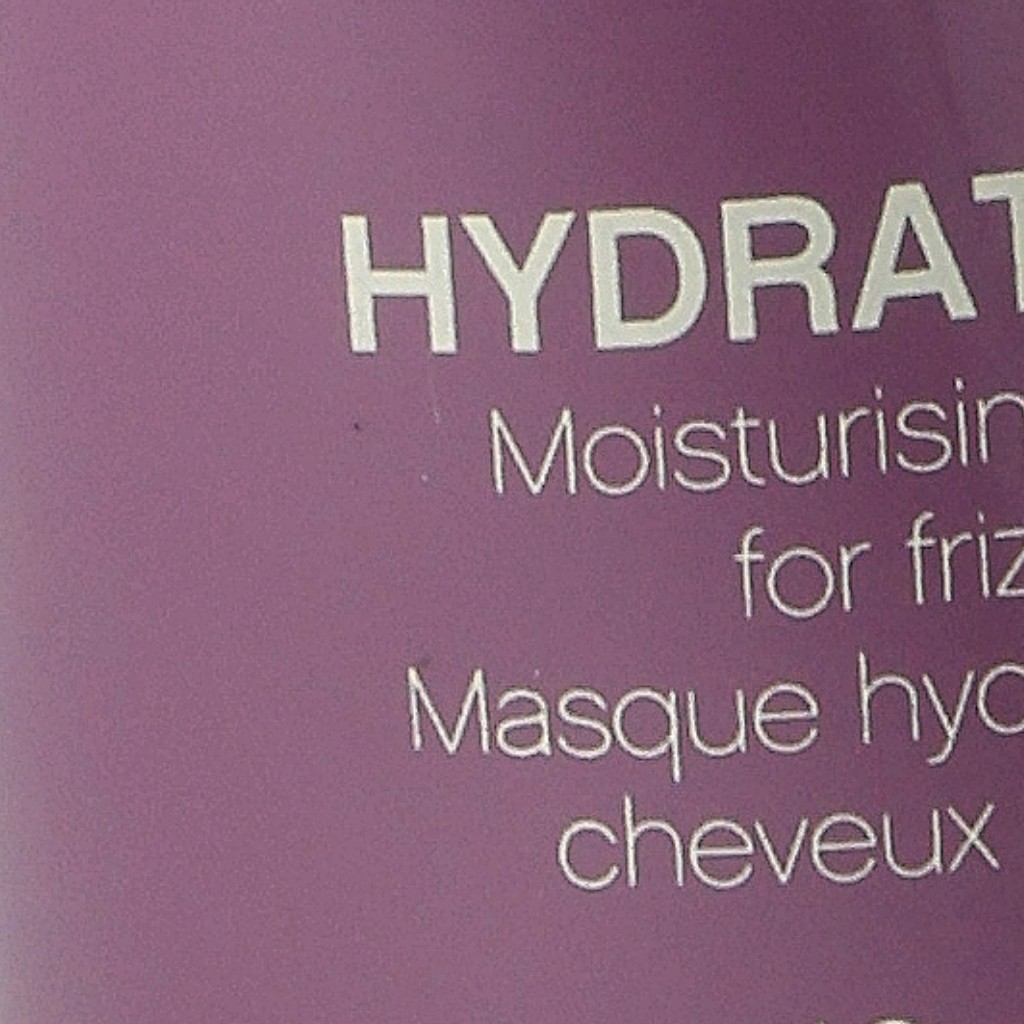 HYDRAT
Moisturisin
for friz
Masque hyd
cheveux